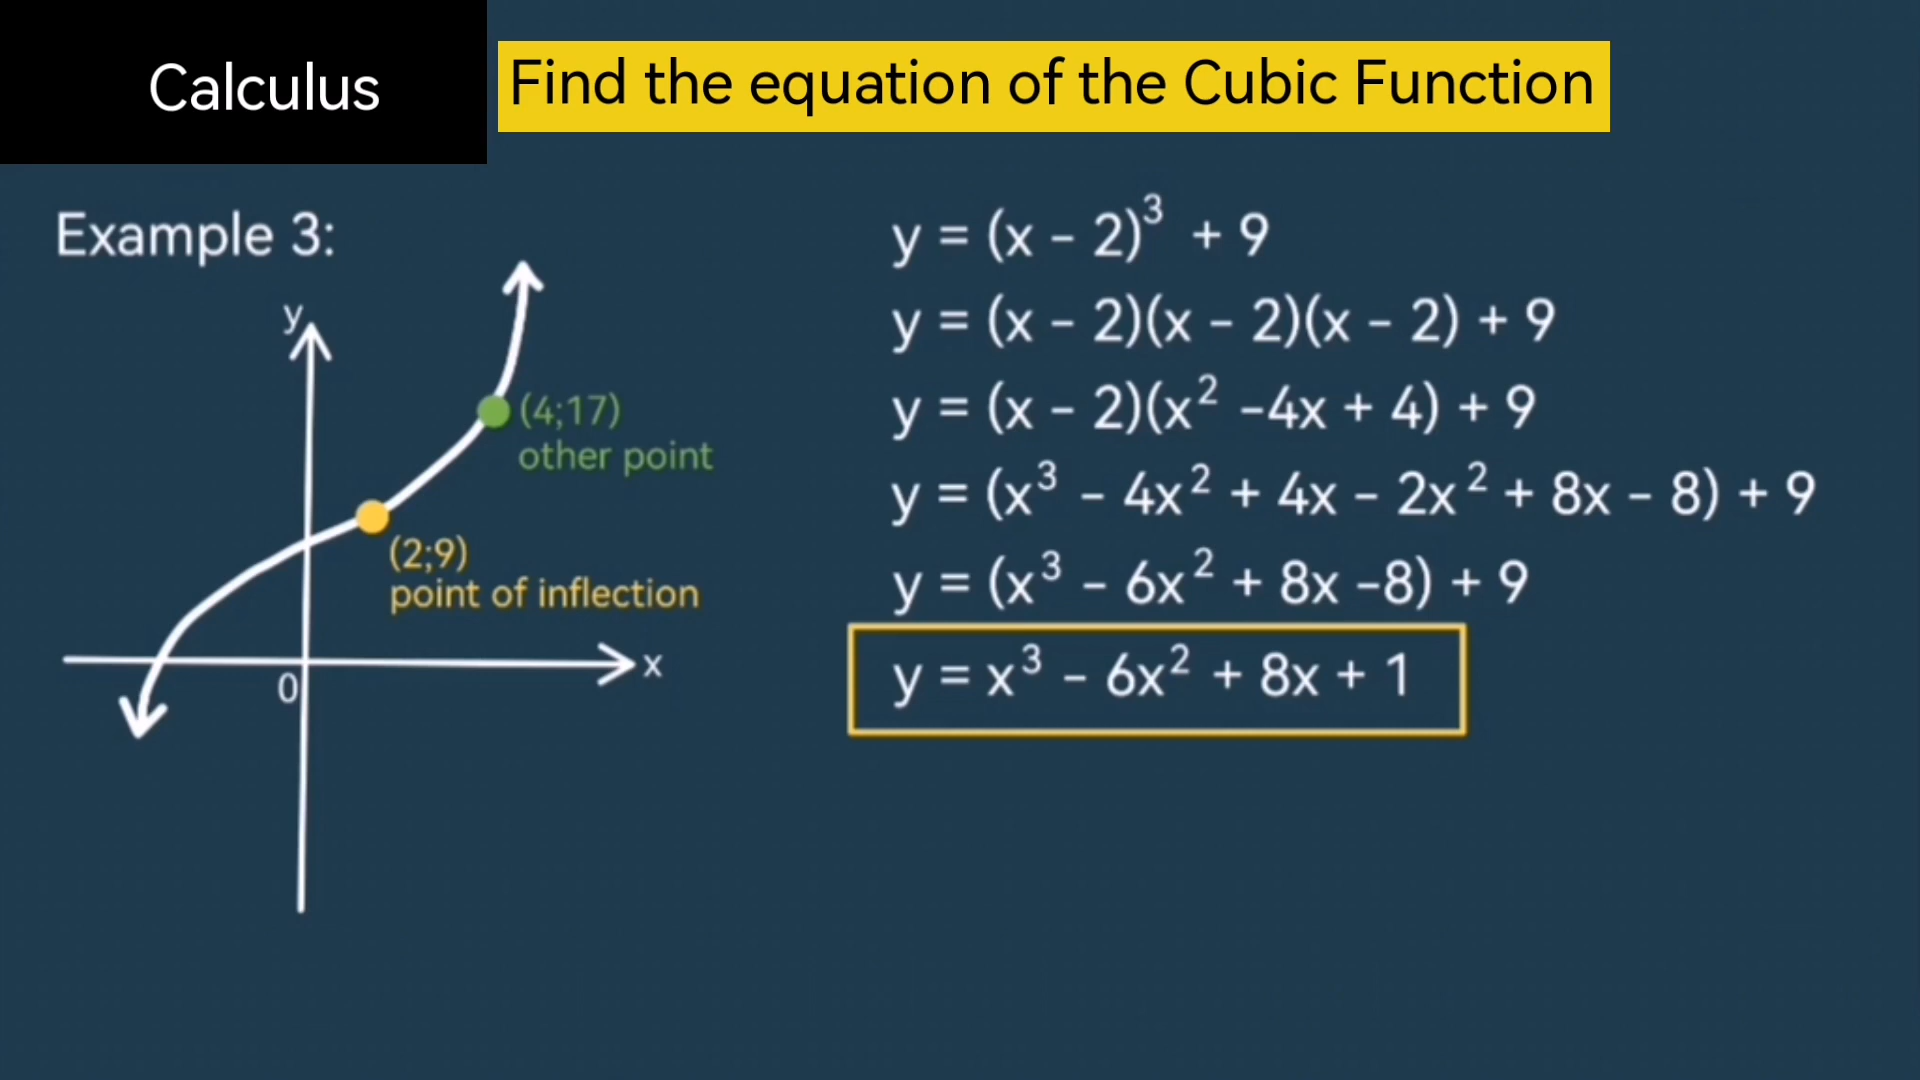 Calculus
Find the equation of the Cubic Function
Example 3:
y
(4;17)
other point
(2;9)
point of inflection
x
0
y = (x - 2)³ + 9
y = (x - 2)(x - 2)(x - 2) + 9
y = (x - 2)(x² -4x + 4) + 9
y = (x³ - 4x² + 4x - 2x² + 8x - 8) + 9
y = (x³ - 6x² + 8x -8) + 9
y = x³ - 6x² + 8x + 1